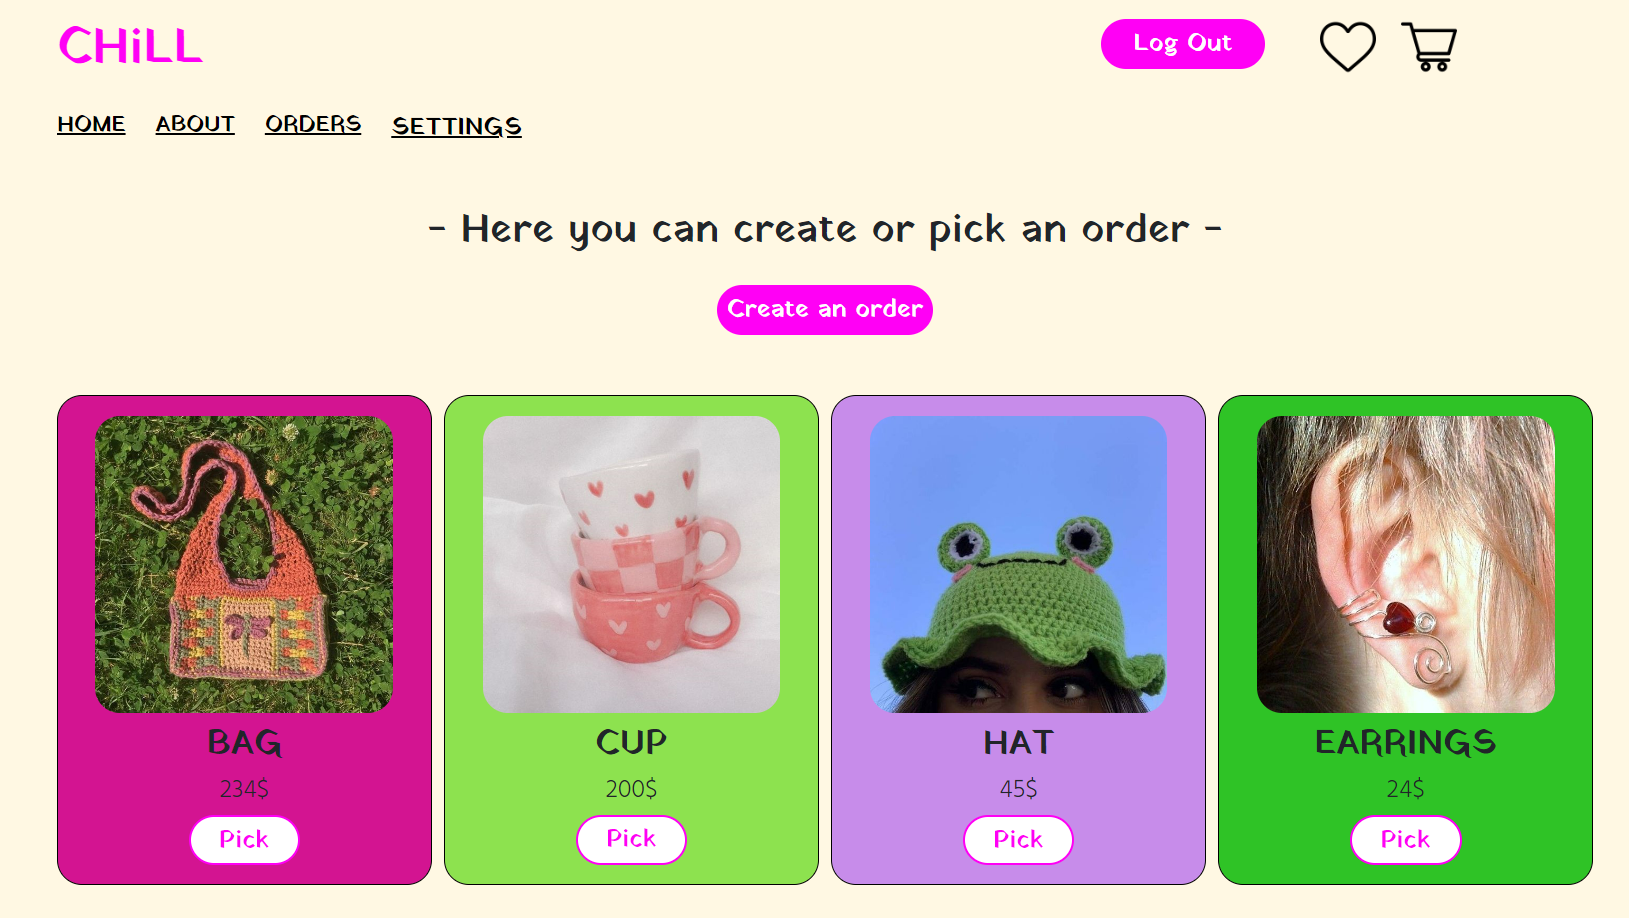 CHiLL
Log Out
HOME ABOUT ORDERS SETTINGS
- Here you can create or pick an order -
Create an order
BAG
234$
Pick
CUP
200$
Pick
HAT
45$
Pick
EARRINGS
24$
Pick